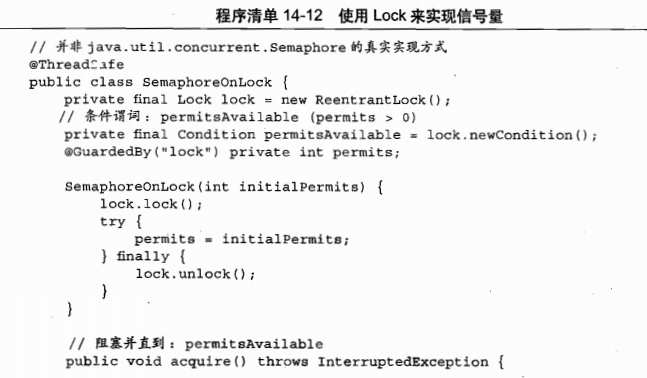 程序清单 14-12 使用 Lock 来实现信号量
// 并非 java.util.concurrent.Semaphore 的真实实现方式
@ThreadSafe
public class SemaphoreOnLock {
    private final Lock lock = new ReentrantLock();
    // 条件谓词：permitsAvailable (permits > 0)
    private final Condition permitsAvailable = lock.newCondition();
    @GuardedBy("lock") private int permits;
    SemaphoreOnLock(int initialPermits) {
        lock.lock();
        try {
            permits = initialPermits;
        } finally {
            lock.unlock();
        }
    }
    // 阻塞并直到：permitsAvailable
    public void acquire() throws InterruptedException {